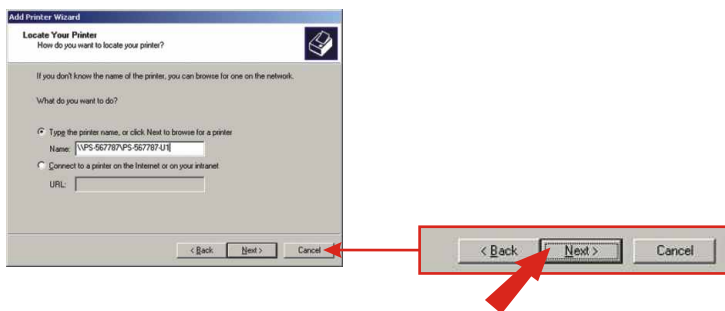 Add Printer Wizard
Locate Your Printer
How do you want to locate your printer?
If you don't know the name of the printer, you can browse for one on the network.
What do you want to do?
Type the printer name, or click Next to browse for a printer
Name: \\PS-567787\PS-567787-U1
Connect to a printer on the Internet or on your intranet
URL:
< Back Next > Cancel
< Back Next > Cancel